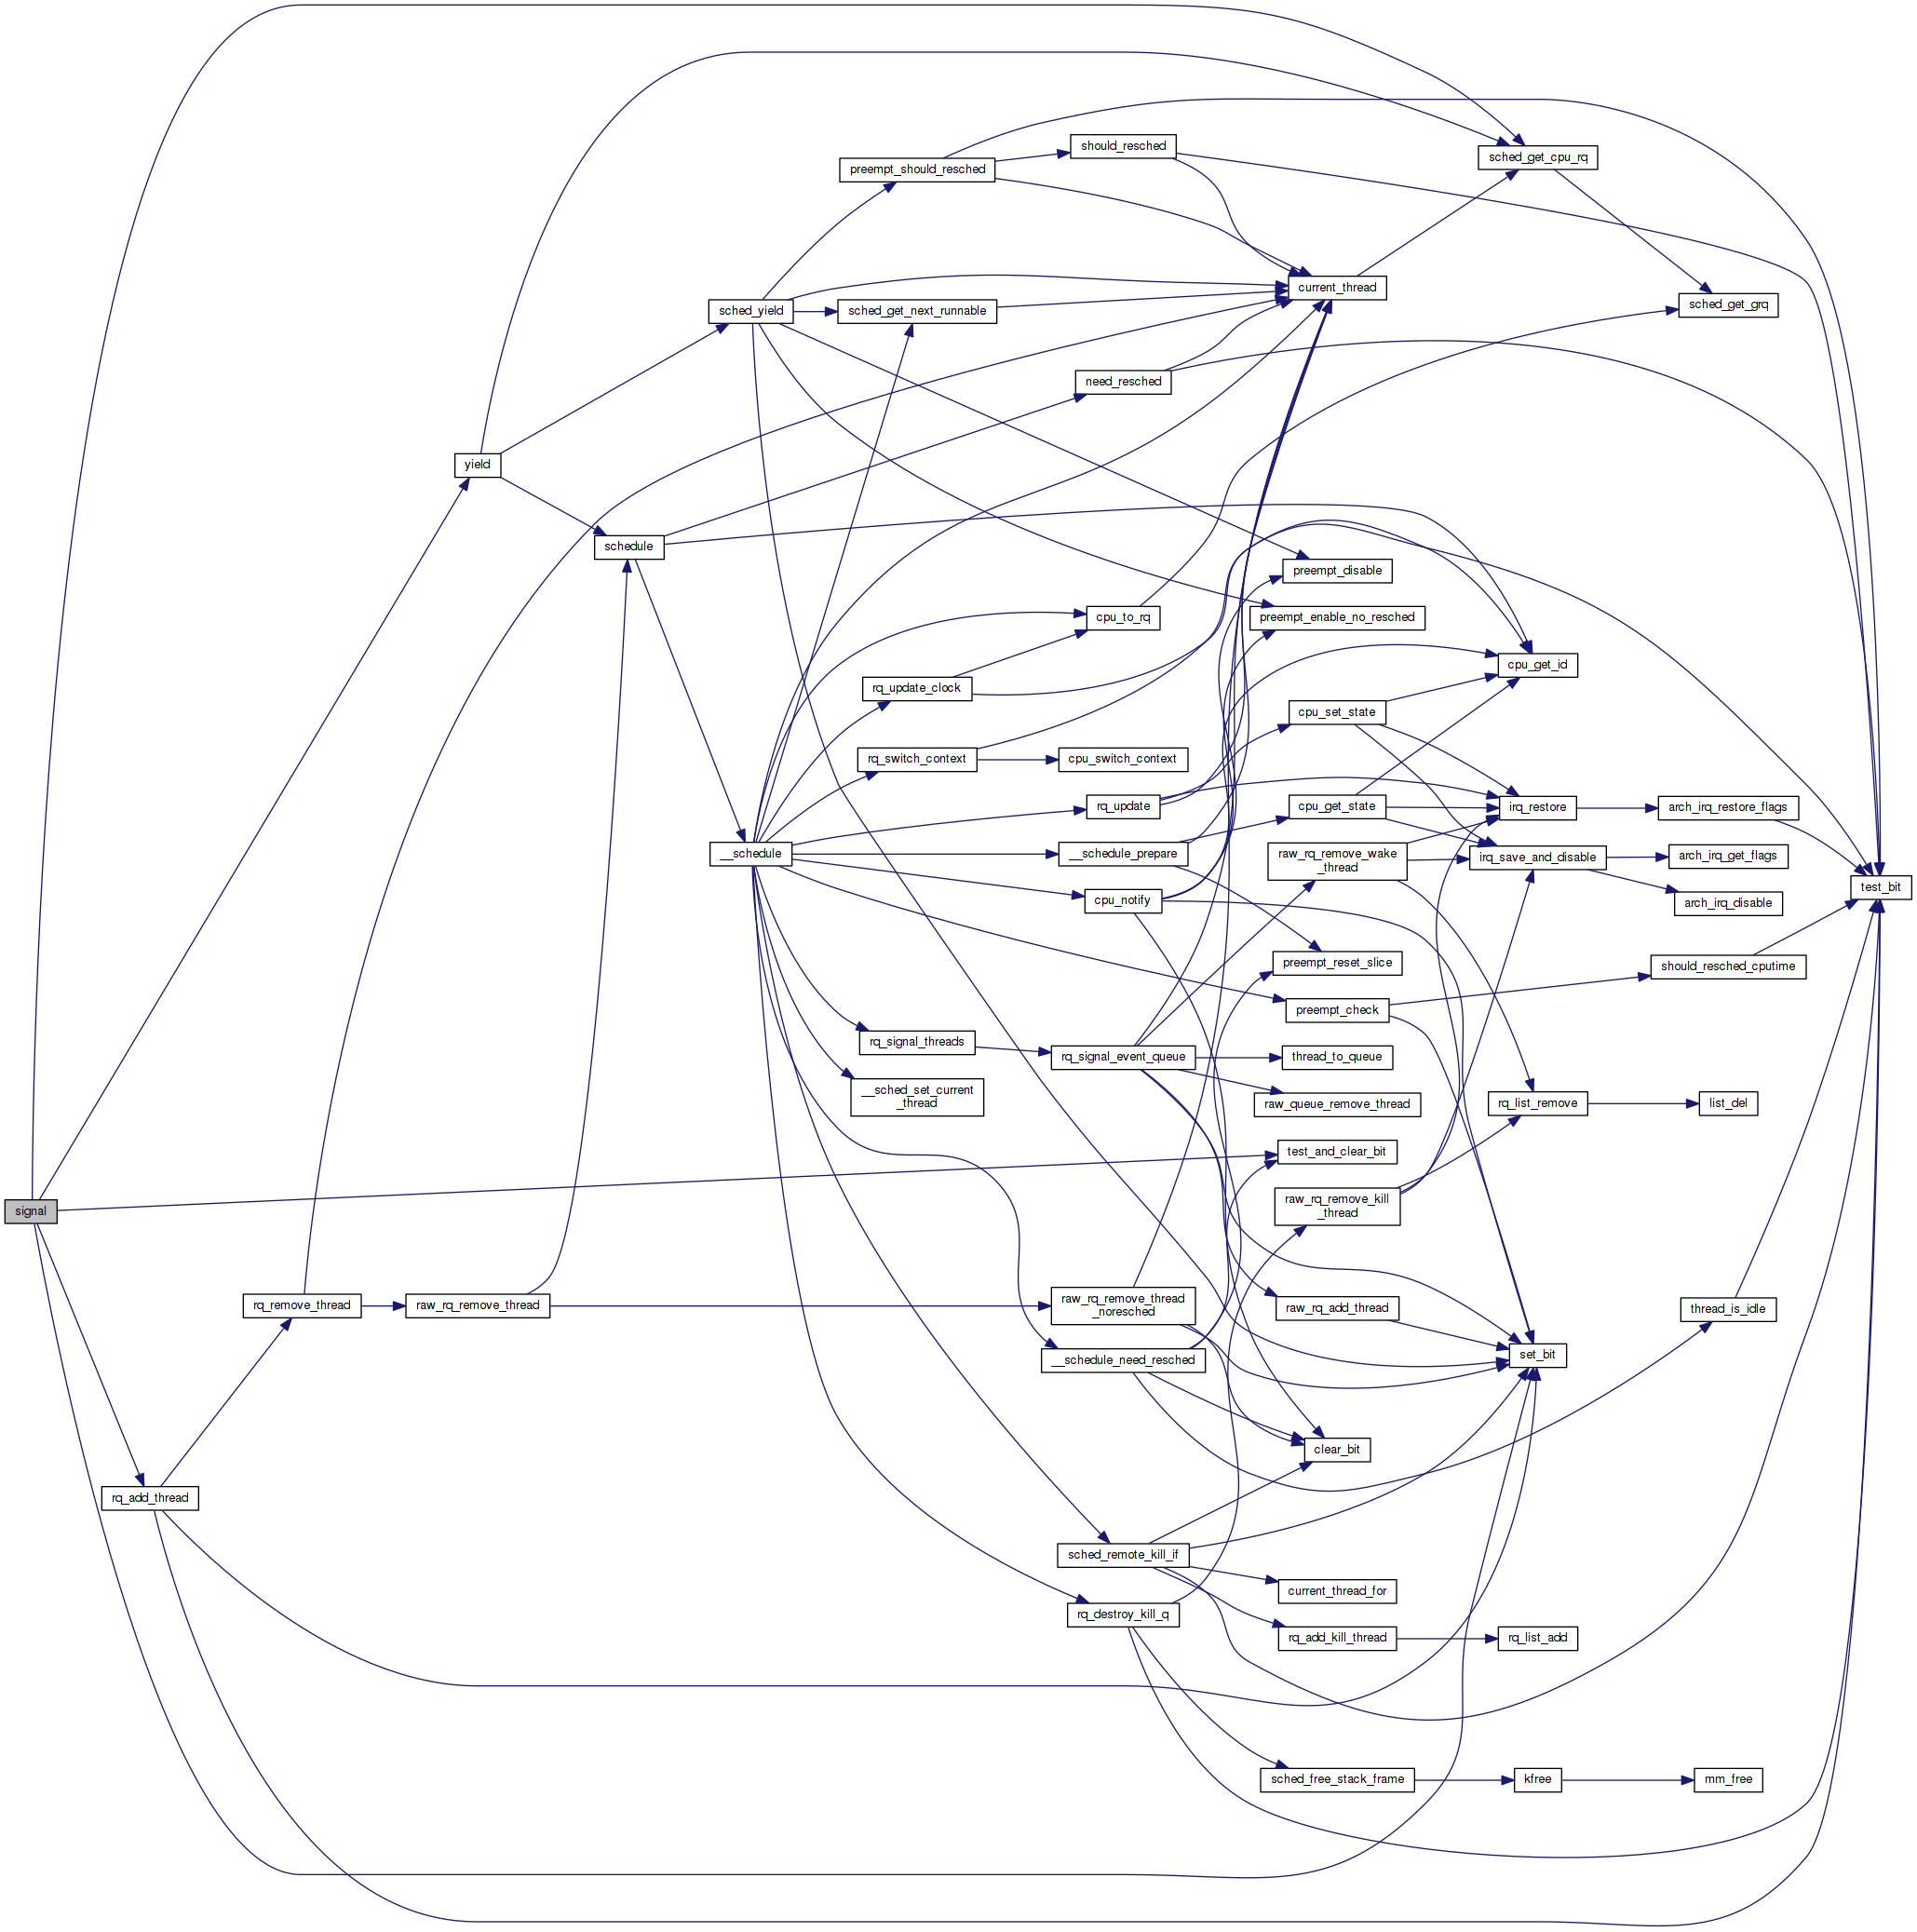 should_resched
sched_get_cpu_rq
preempt_should_resched
current_thread
sched_get_grq
sched_yield
sched_get_next_runnable
need_resched
yield
schedule
preempt_disable
cpu_to_rq
preempt_enable_no_resched
cpu_get_id
rq_update_clock
cpu_set_state
rq_switch_context
cpu_switch_context
rq_update
cpu_get_state
irq_restore
arch_irq_restore_flags
__schedule
__schedule_prepare
raw_rq_remove_wake
_thread
irq_save_and_disable
arch_irq_get_flags
test_bit
cpu_notify
arch_irq_disable
preempt_reset_slice
should_resched_cputime
preempt_check
rq_signal_threads
rq_signal_event_queue
thread_to_queue
__sched_set_current
_thread
raw_queue_remove_thread
rq_list_remove
list_del
test_and_clear_bit
signal
raw_rq_remove_kill
_thread
rq_remove_thread
raw_rq_remove_thread
raw_rq_remove_thread
_noresched
raw_rq_add_thread
thread_is_idle
__schedule_need_resched
set_bit
clear_bit
rq_add_thread
sched_remote_kill_if
current_thread_for
rq_destroy_kill_q
rq_add_kill_thread
rq_list_add
sched_free_stack_frame
kfree
mm_free